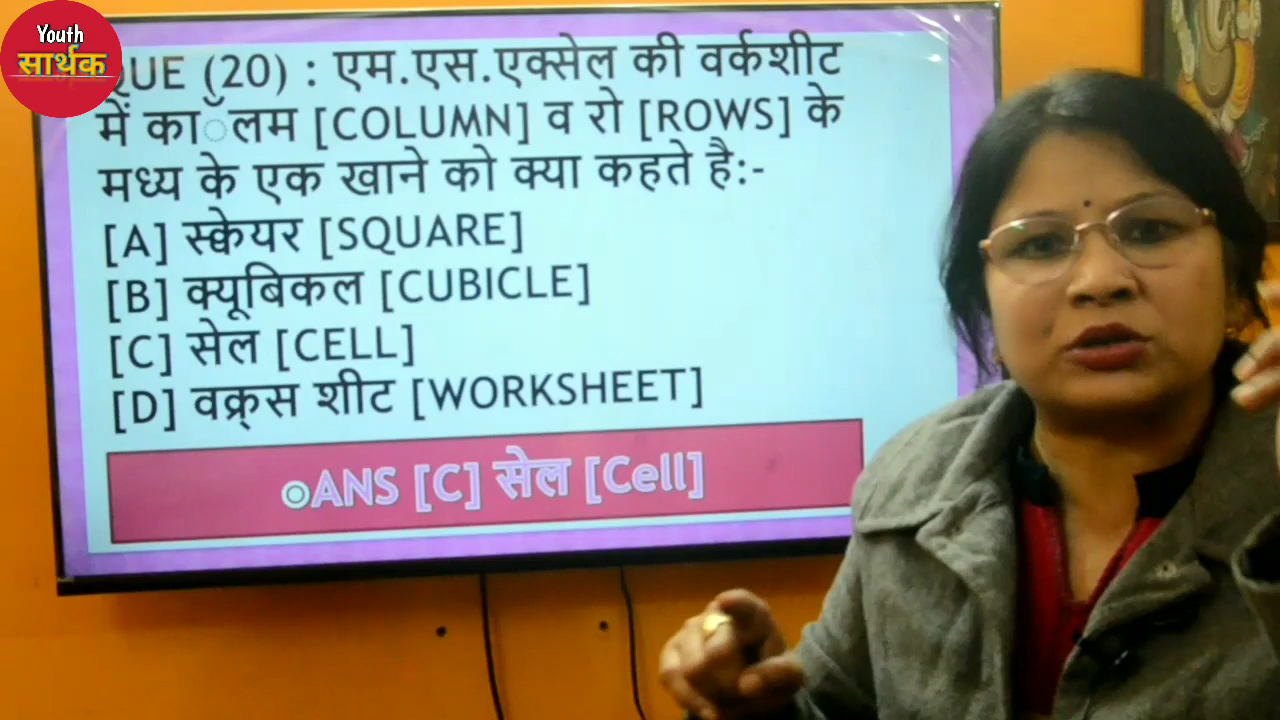 Youth
सार्थक
QUE (20) : एम.एस.एक्सेल की वर्कशीट
में काॅलम [COLUMN] व रो [ROWS] के
मध्य के एक खाने को क्या कहते है:-
[A] स्क्वेयर [SQUARE]
[B] क्यूबिकल [CUBICLE]
[C] सेल [CELL]
[D] वक्र्स शीट [WORKSHEET]
ANS [C] सेल [Cell]